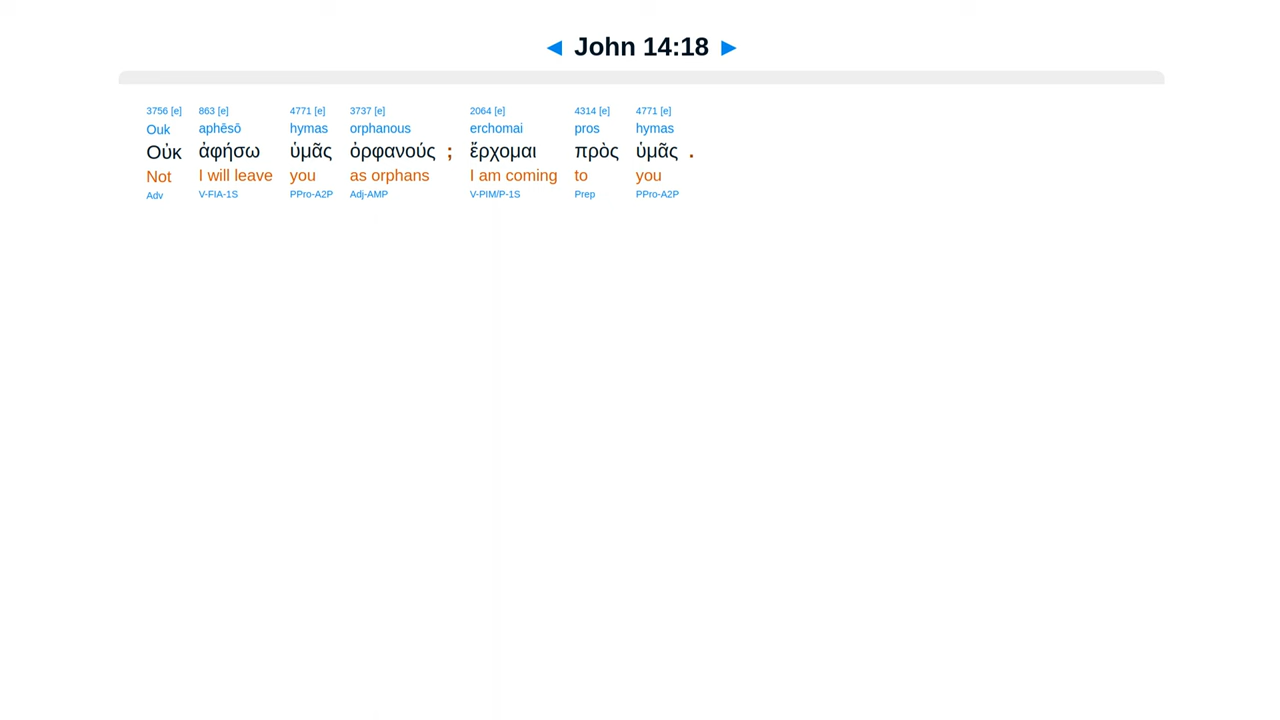 ◄ John 14:18 ►
3756 [e] 863 [e] 4771 [e] 3737 [e] 2064 [e] 4314 [e] 4771 [e]
Ouk aphēsō hymas orphanous erchomai pros hymas
Οὐκ ἀφήσω ὑμᾶς ὀρφανούς ; ἔρχομαι πρὸς ὑμᾶς .
Not I will leave you as orphans I am coming to you
Adv V-FIA-1S PPro-A2P Adj-AMP V-PIM/P-1S Prep PPro-A2P